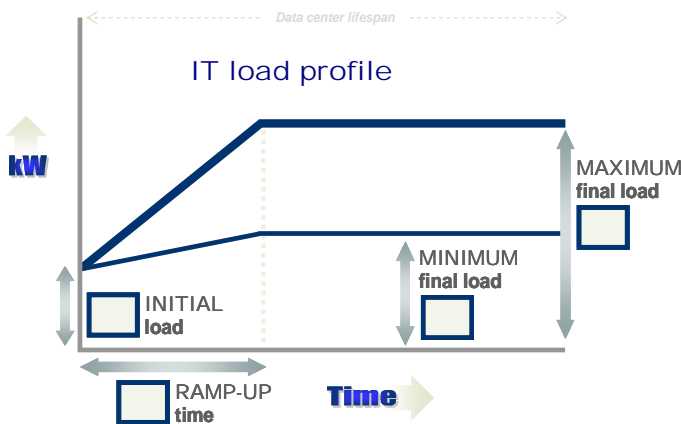 Data center lifespan
IT load profile
kW
MAXIMUM
final load
MINIMUM
final load
INITIAL
load
RAMP-UP
time
Time